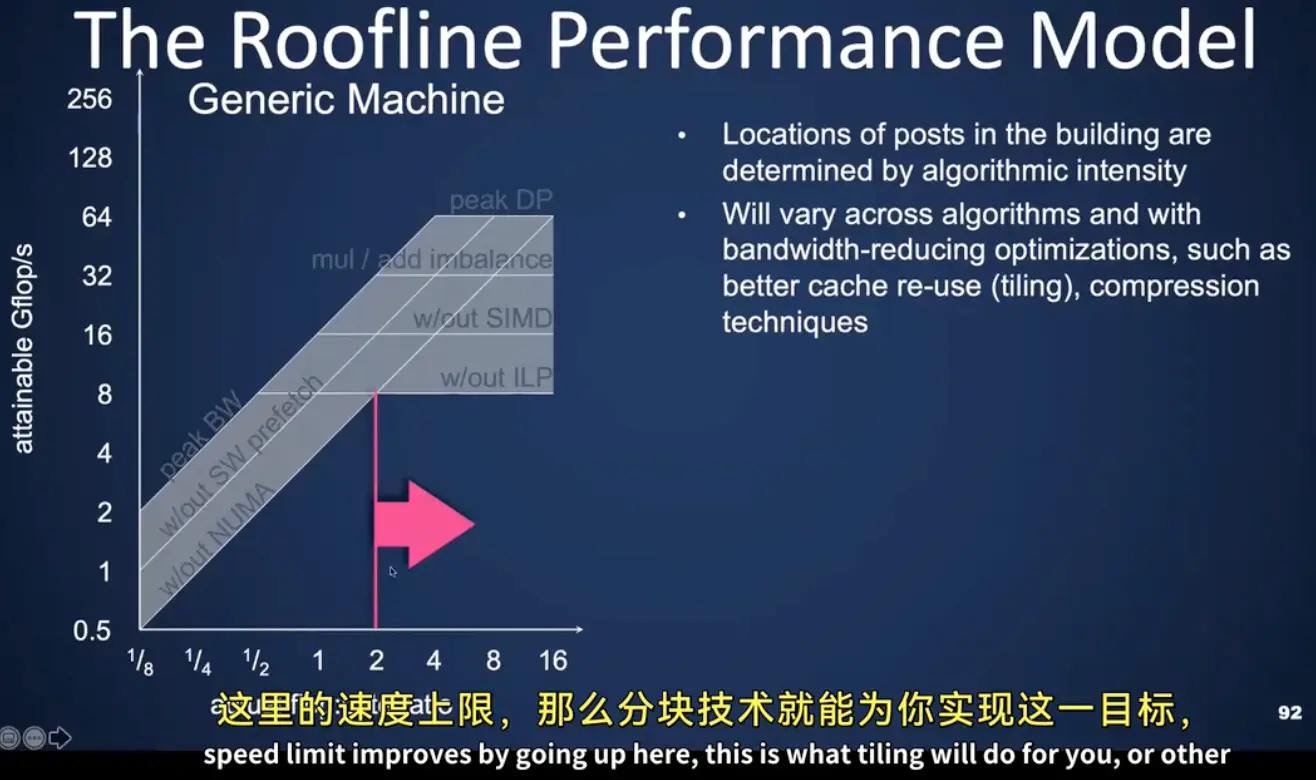 The Roofline Performance Model
Generic Machine
256
128
64
32
16
8
4
2
1
0.5
attainable Gflop/s
peak DP
mul / add imbalance
w/out SIMD
w/out ILP
peak BW
w/out SW prefetch
w/out NUMA
1/8
1/4
1/2
1
2
4
8
16
• Locations of posts in the building are
determined by algorithmic intensity
• Will vary across algorithms and with
bandwidth-reducing optimizations, such as
better cache re-use (tiling), compression
techniques
这里的速度上限，那么分块技术就能为你实现这一目标，
92
speed limit improves by going up here, this is what tiling will do for you, or other